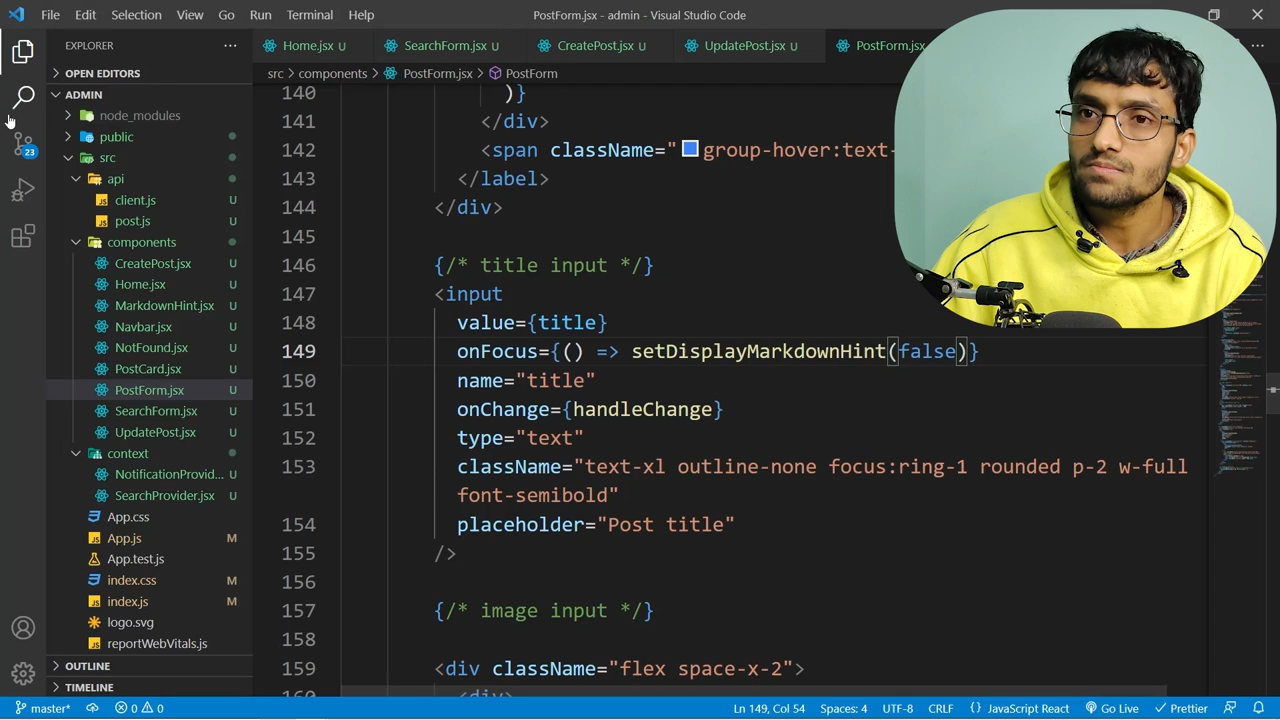 File Edit Selection View Go Run Terminal Help
PostForm.jsx - admin - Visual Studio Code
EXPLORER
Home.jsx U
SearchForm.jsx U
CreatePost.jsx U
UpdatePost.jsx U
PostForm.jsx
OPEN EDITORS
src > components > PostForm.jsx > PostForm
ADMIN
node_modules
public
src
api
client.js U
post.js U
components
CreatePost.jsx U
Home.jsx U
MarkdownHint.jsx U
Navbar.jsx U
NotFound.jsx U
PostCard.jsx U
PostForm.jsx U
SearchForm.jsx U
UpdatePost.jsx U
context
NotificationProvid... U
SearchProvider.jsx U
App.css
App.js M
App.test.js
index.css M
index.js M
logo.svg
reportWebVitals.js
OUTLINE
TIMELINE
23
140 )}
141 </div>
142 <span className="group-hover:text-
143 </label>
144 </div>
145
146 {/* title input */}
147 <input
148 value={title}
149 onFocus={() => setDisplayMarkdownHint(false)}
150 name="title"
151 onChange={handleChange}
152 type="text"
153 className="text-xl outline-none focus:ring-1 rounded p-2 w-full
font-semibold"
154 placeholder="Post title"
155 />
156
157 {/* image input */}
158
159 <div className="flex space-x-2">
160 <div>
master* 0 0 Ln 149, Col 54 Spaces: 4 UTF-8 CRLF {} JavaScript React Go Live Prettier